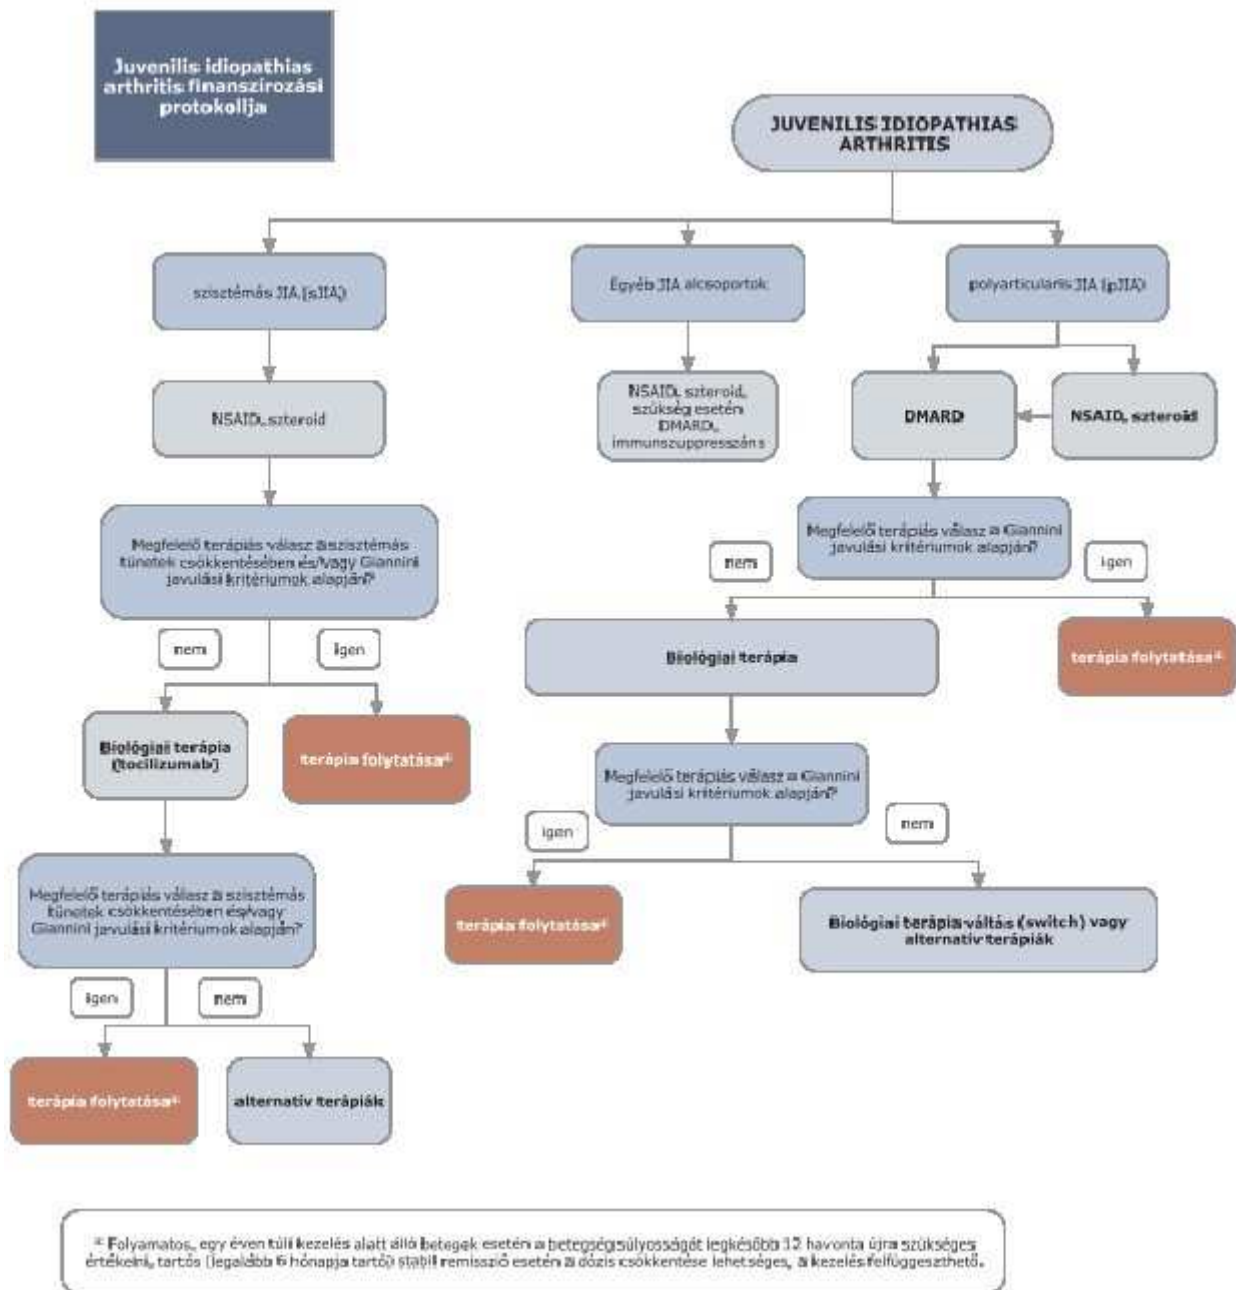 Juvenilis idiopathias
arthritis finanszírozási
protokollja
JUVENILIS IDIOPATHIAS
ARTHRITIS
szisztémás JIA (sJIA)
Egyéb JIA alcsoportok
polyarticularis JIA (pJIA)
NSAID, szteroid
NSAID, szteroid,
szükség esetén
DMARD,
immunszuppresszáns
DMARD
NSAID, szteroid
Megfelelő terápiás válasz a szisztémás
tünetek csökkentésében és/vagy Giannini
javulási kritériumok alapján?
Megfelelő terápiás válasz a Giannini
javulási kritériumok alapján?
nem
igen
nem
igen
Biológiai terápia
terápia folytatása*
Biológiai terápia
(tocilizumab)
terápia folytatása*
Megfelelő terápiás válasz a Giannini
javulási kritériumok alapján?
igen
nem
Megfelelő terápiás válasz a szisztémás
tünetek csökkentésében és/vagy
Giannini javulási kritériumok alapján?
terápia folytatása*
Biológiai terápia váltás (switch) vagy
alternatív terápiák
igen
nem
terápia folytatása*
alternatív terápiák
* Folyamatos, egy éven túli kezelés alatt álló betegek esetén a betegség súlyosságát legkésőbb 12 havonta újra szükséges
értékelni, tartós (legalább 6 hónapja tartó) stabil remisszió esetén a dózis csökkentése lehetséges, a kezelés felfüggeszthető.